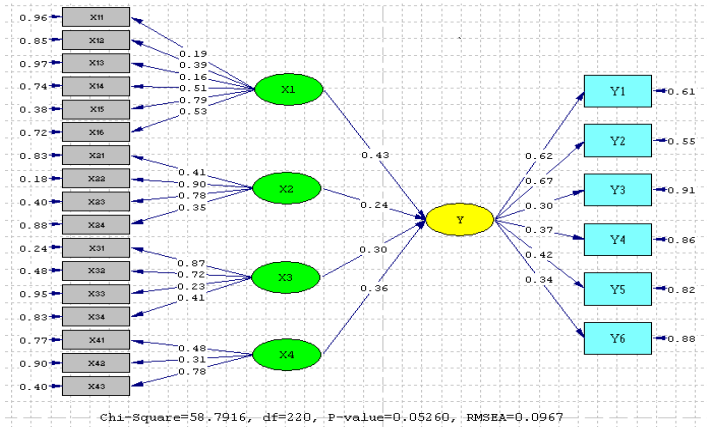 0.96 X11
0.85 X12
0.97 X13
0.74 X14
0.38 X15
0.72 X16
0.83 X21
0.18 X22
0.40 X23
0.88 X24
0.24 X31
0.48 X32
0.95 X33
0.83 X34
0.77 X41
0.90 X42
0.40 X43
0.19
0.39
0.16
0.51
0.79
0.53
0.41
0.90
0.78
0.35
0.87
0.72
0.23
0.41
0.48
0.31
0.78
X1
X2
X3
X4
0.43
0.24
0.30
0.36
Y
0.62
0.67
0.30
0.37
0.42
0.34
Y1 0.61
Y2 0.55
Y3 0.91
Y4 0.86
Y5 0.82
Y6 0.88
Chi-Square=58.7916, df=220, P-value=0.05260, RMSEA=0.0967